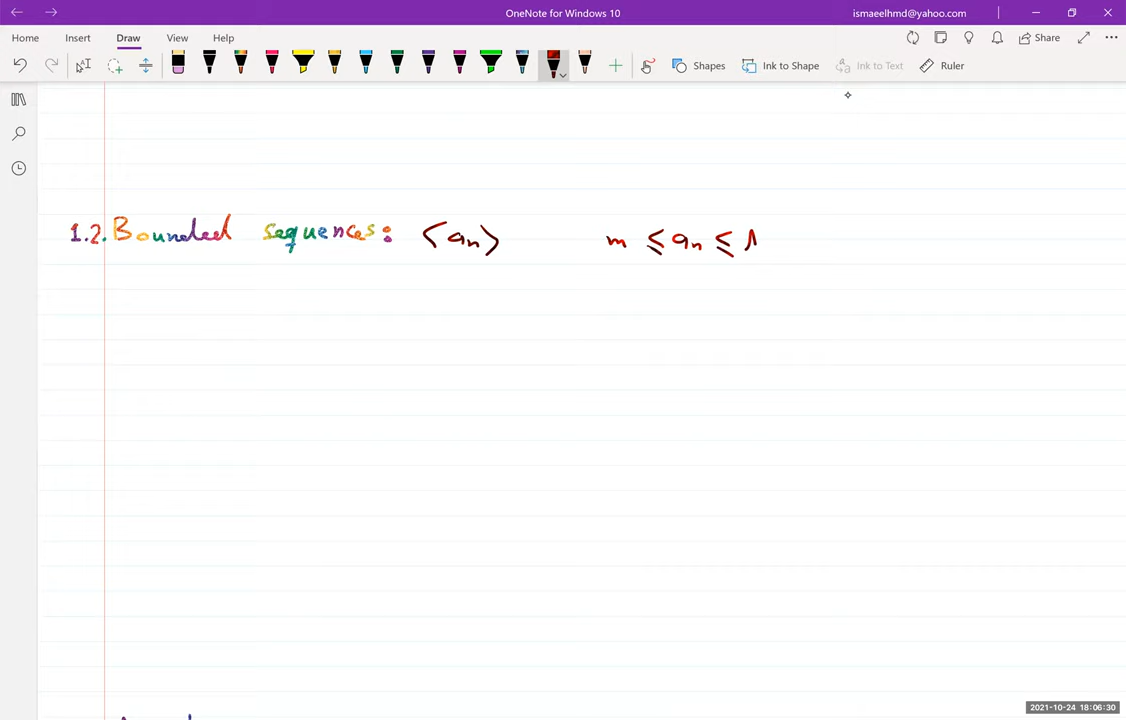 OneNote for Windows 10
ismaeelhmd@yahoo.com
Home Insert Draw View Help
Share
Shapes Ink to Shape Ink to Text Ruler
1.2. Bounded sequences: ⟨aₙ⟩ m ≤ aₙ ≤
2021-10-24 18:06:30